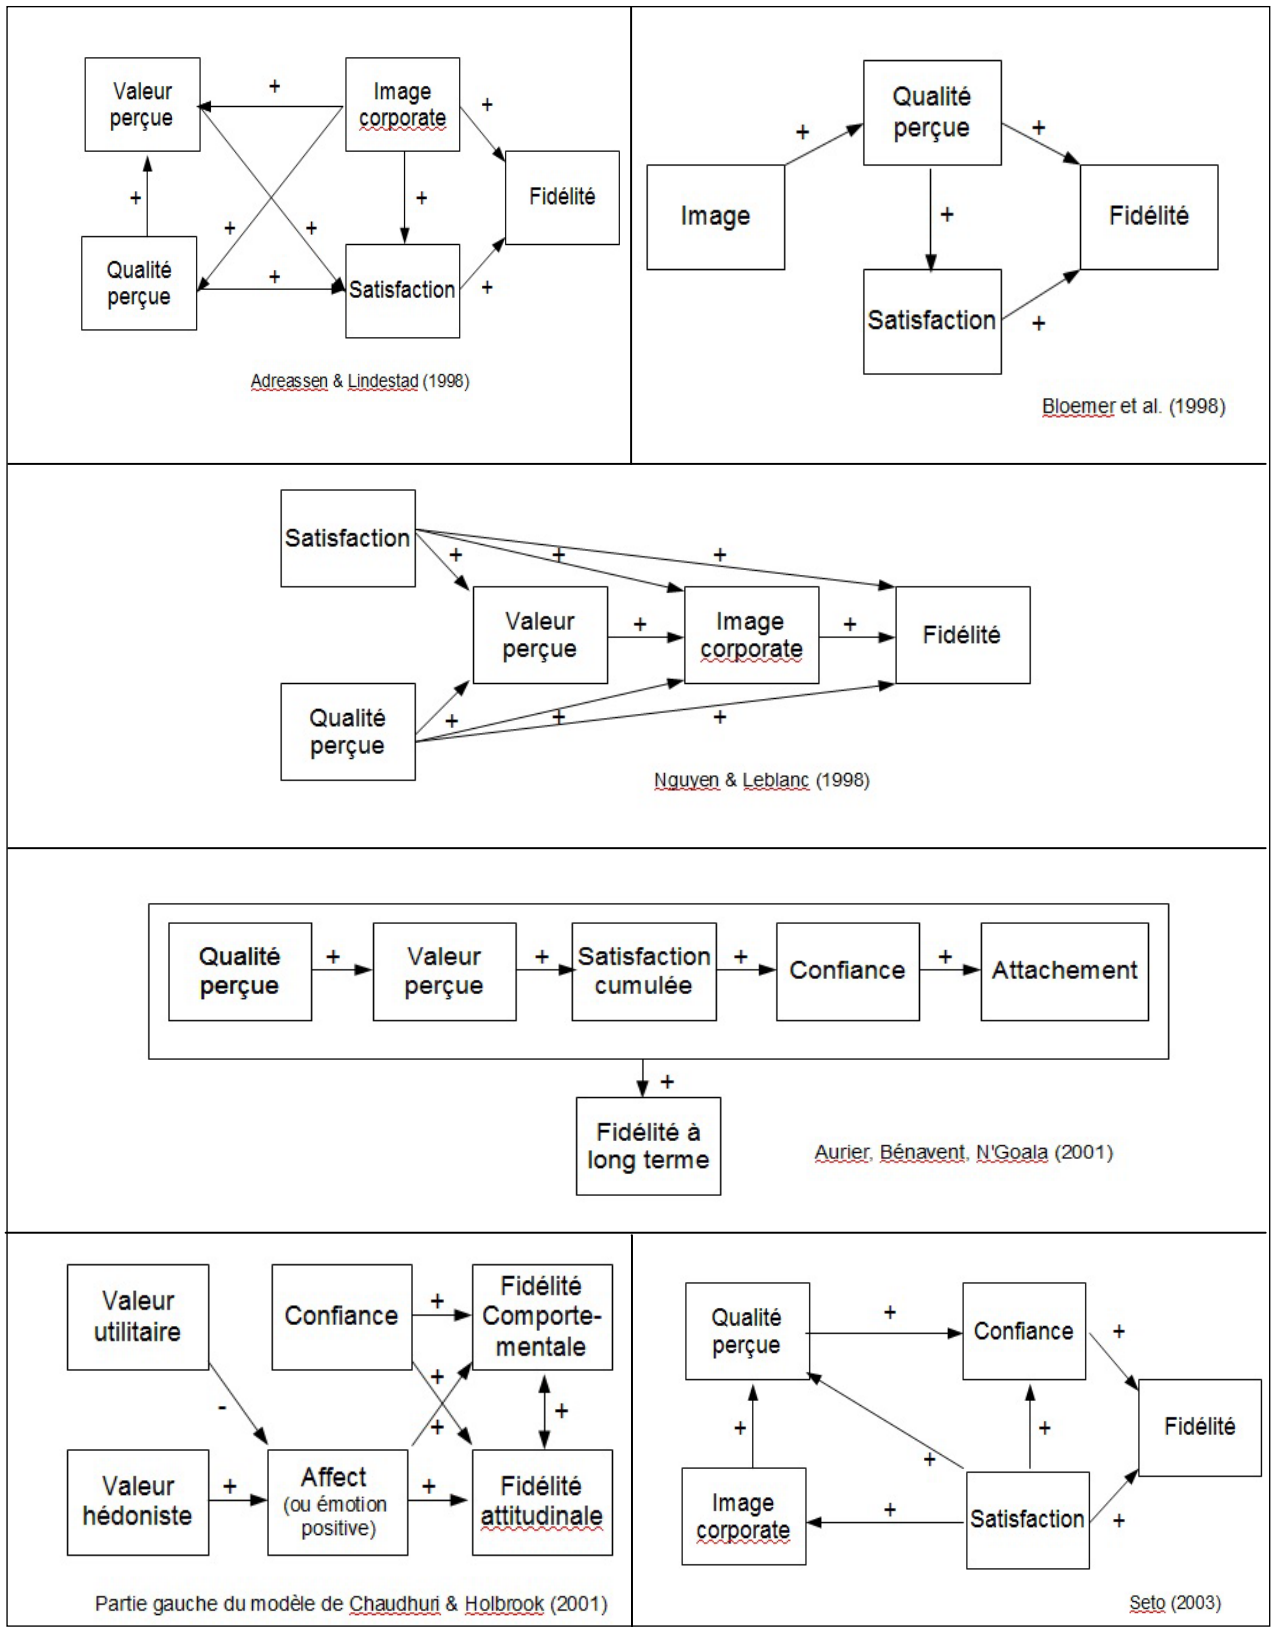 Valeur
perçue
+
Image
corporate
+
Fidélité
+
+
+
+
Qualité
perçue
+
Satisfaction
+
Adreassen & Lindestad (1998)
Qualité
perçue
+
+
Image
+
Fidélité
Satisfaction
+
Bloemer et al. (1998)
Satisfaction
+
+
+
Valeur
perçue
+
Image
corporate
+
Fidélité
Qualité
perçue
+
+
+
Nguyen & Leblanc (1998)
Qualité
perçue
+
Valeur
perçue
+
Satisfaction
cumulée
+
Confiance
+
Attachement
+
Fidélité à
long terme
Aurier, Bénavent, N'Goala (2001)
Valeur
utilitaire
Confiance
+
Fidélité
Comporte-
mentale
-
+
+
+
Valeur
hédoniste
+
Affect
(ou émotion
positive)
+
Fidélité
attitudinale
Partie gauche du modèle de Chaudhuri & Holbrook (2001)
Qualité
perçue
+
Confiance
+
Fidélité
+
+
+
Image
corporate
+
Satisfaction
+
Seto (2003)